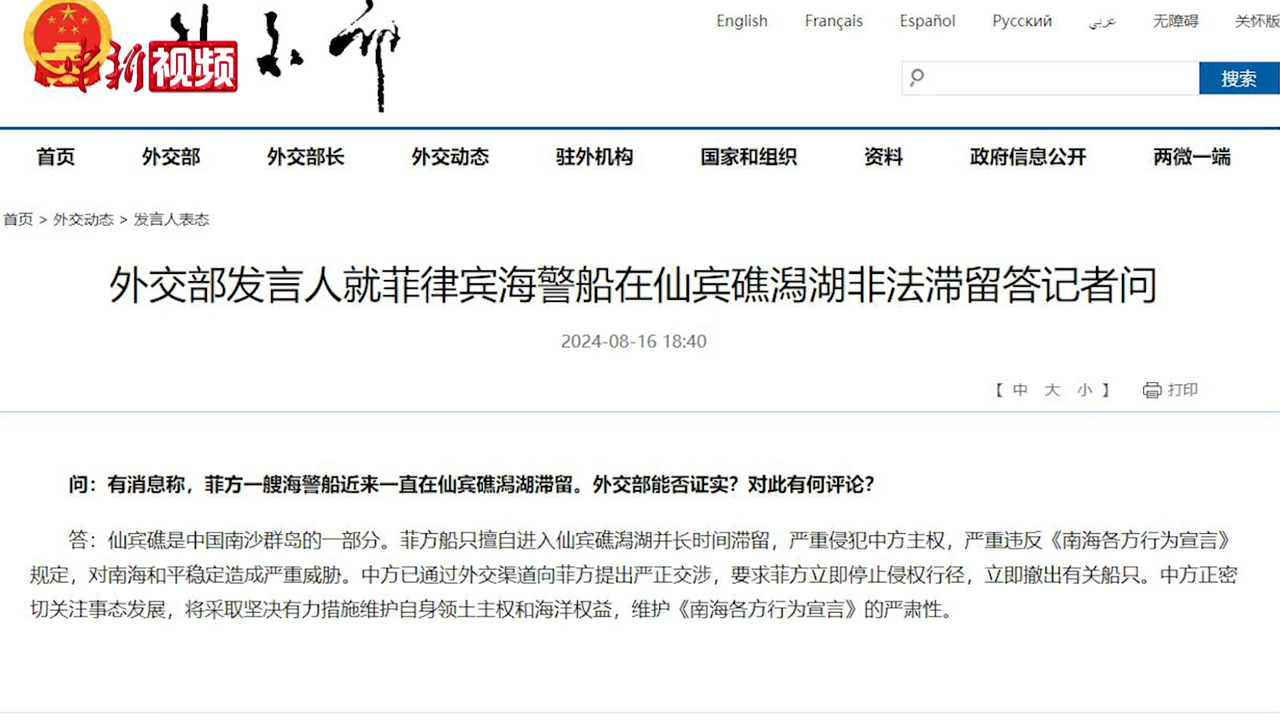 English Français Español Русский عربي 无障碍 关怀版
中新视频
搜索
首页 外交部 外交部长 外交动态 驻外机构 国家和组织 资料 政府信息公开 两微一端
首页 > 外交动态 > 发言人表态
外交部发言人就菲律宾海警船在仙宾礁潟湖非法滞留答记者问
2024-08-16 18:40
【 中 大 小 】 打印
问：有消息称，菲方一艘海警船近来一直在仙宾礁潟湖滞留。外交部能否证实？对此有何评论？
答：仙宾礁是中国南沙群岛的一部分。菲方船只擅自进入仙宾礁潟湖并长时间滞留，严重侵犯中方主权，严重违反《南海各方行为宣言》
规定，对南海和平稳定造成严重威胁。中方已通过外交渠道向菲方提出严正交涉，要求菲方立即停止侵权行径，立即撤出有关船只。中方正密
切关注事态发展，将采取坚决有力措施维护自身领土主权和海洋权益，维护《南海各方行为宣言》的严肃性。